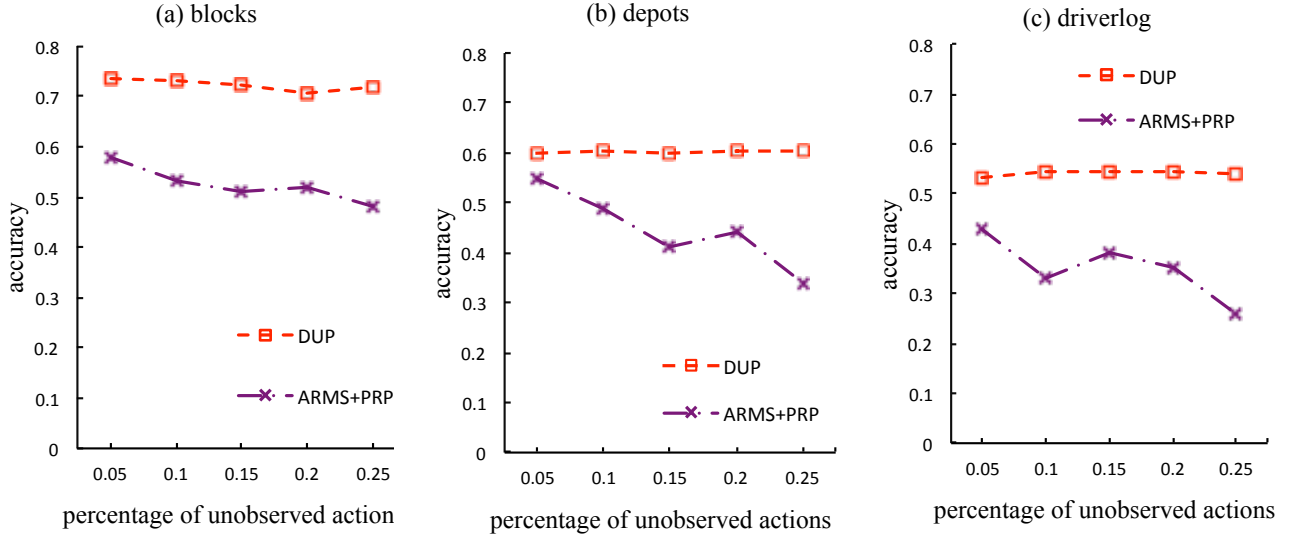 (a) blocks
0.8
0.7
0.6
0.5
0.4
0.3
0.2
0.1
0
accuracy
DUP
ARMS+PRP
0.05 0.1 0.15 0.2 0.25
percentage of unobserved action
(b) depots
0.8
0.7
0.6
0.5
0.4
0.3
0.2
0.1
0
accuracy
DUP
ARMS+PRP
0.05 0.1 0.15 0.2 0.25
percentage of unobserved actions
(c) driverlog
0.8
0.7
0.6
0.5
0.4
0.3
0.2
0.1
0
accuracy
DUP
ARMS+PRP
0.05 0.1 0.15 0.2 0.25
percentage of unobserved actions